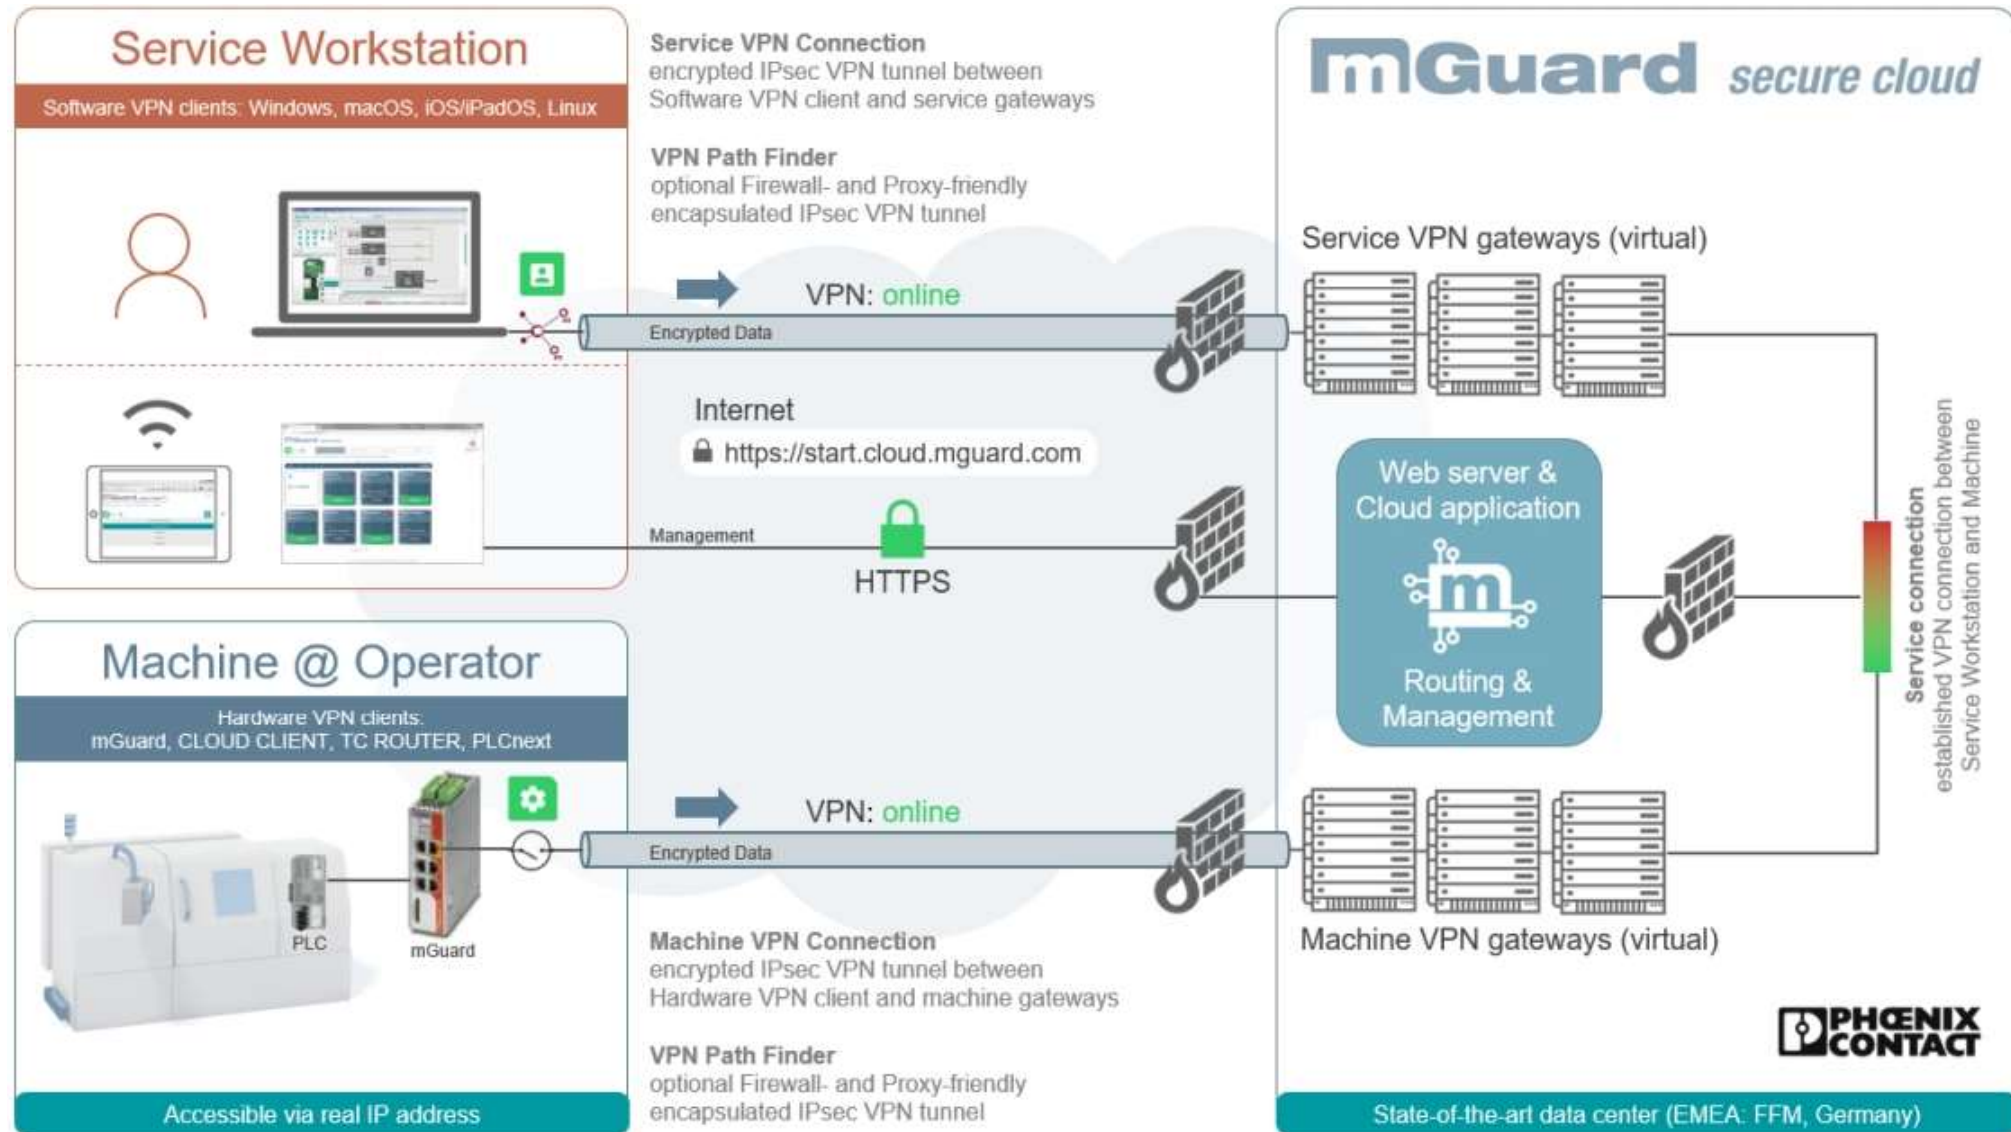 Service Workstation
Software VPN clients: Windows, macOS, iOS/iPadOS, Linux
Service VPN Connection
encrypted IPsec VPN tunnel between
Software VPN client and service gateways
VPN Path Finder
optional Firewall- and Proxy-friendly
encapsulated IPsec VPN tunnel
VPN: online
Encrypted Data
Internet
https://start.cloud.mguard.com
Management
HTTPS
Machine @ Operator
Hardware VPN clients:
mGuard, CLOUD CLIENT, TC ROUTER, PLCnext
PLC
mGuard
Accessible via real IP address
VPN: online
Encrypted Data
Machine VPN Connection
encrypted IPsec VPN tunnel between
Hardware VPN client and machine gateways
VPN Path Finder
optional Firewall- and Proxy-friendly
encapsulated IPsec VPN tunnel
mGuard secure cloud
Service VPN gateways (virtual)
Web server &
Cloud application
m
Routing &
Management
Service connection
established VPN connection between
Service Workstation and Machine
Machine VPN gateways (virtual)
PHŒNIX
CONTACT
State-of-the-art data center (EMEA: FFM, Germany)